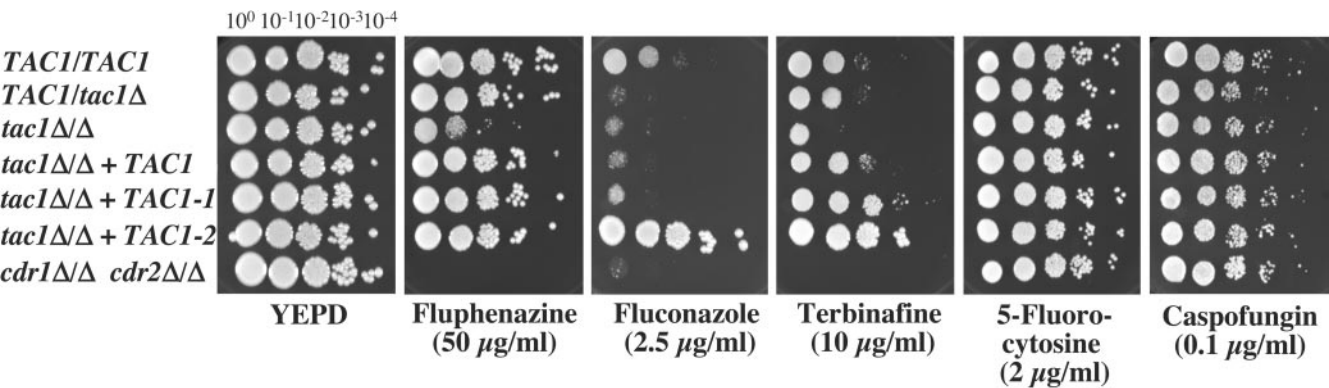 10⁰ 10⁻¹ 10⁻² 10⁻³ 10⁻⁴
TAC1/TAC1
TAC1/tac1Δ
tac1Δ/Δ
tac1Δ/Δ + TAC1
tac1Δ/Δ + TAC1-1
tac1Δ/Δ + TAC1-2
cdr1Δ/Δ cdr2Δ/Δ
YEPD
Fluphenazine
(50 µg/ml)
Fluconazole
(2.5 µg/ml)
Terbinafine
(10 µg/ml)
5-Fluoro-
cytosine
(2 µg/ml)
Caspofungin
(0.1 µg/ml)